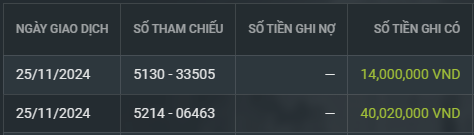 NGÀY GIAO DỊCH SỐ THAM CHIẾU SỐ TIỀN GHI NỢ SỐ TIỀN GHI CÓ
25/11/2024 5130 - 33505 — 14,000,000 VND
25/11/2024 5214 - 06463 — 40,020,000 VND